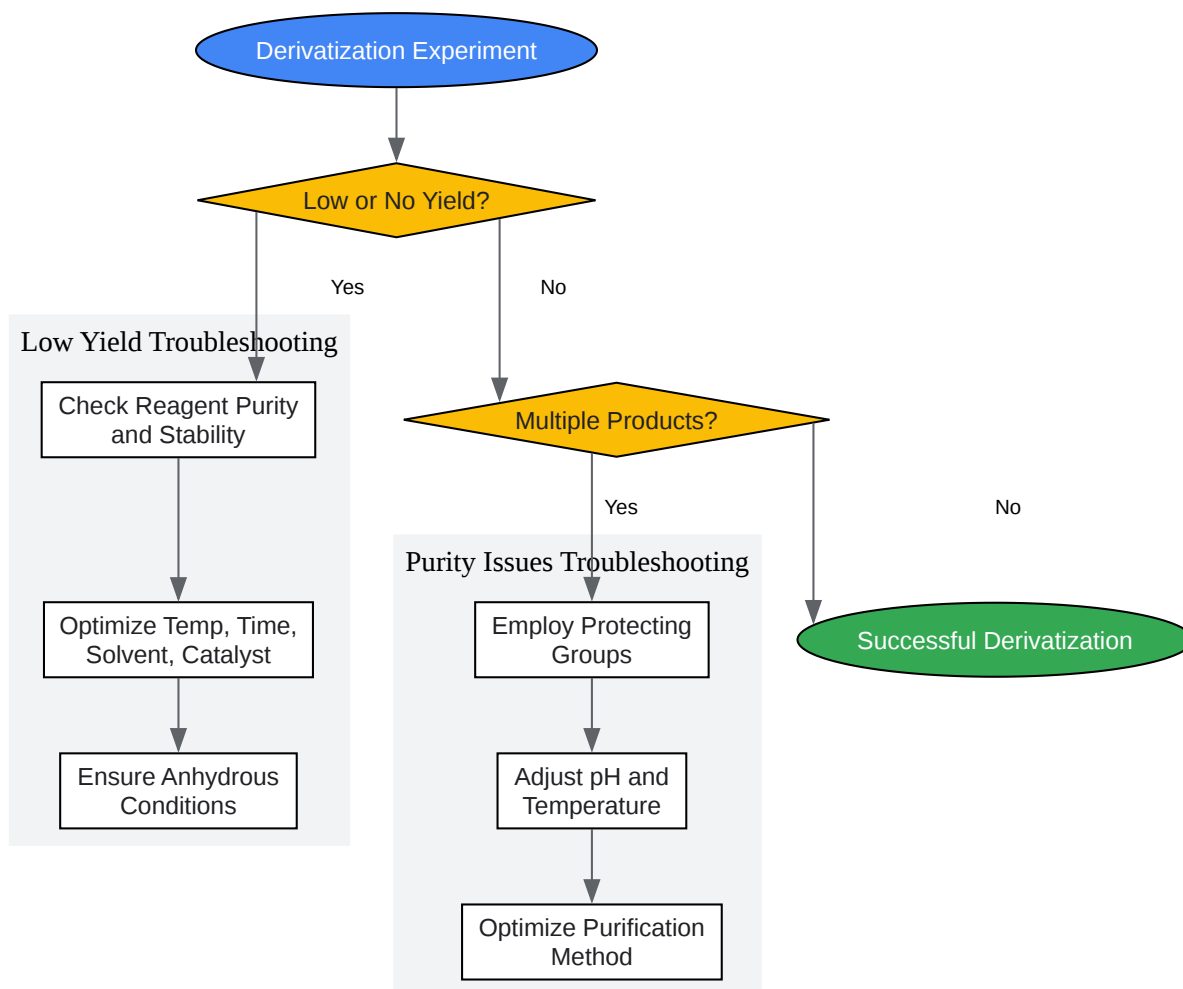 Derivatization Experiment
Low or No Yield?
Yes
No
Low Yield Troubleshooting
Check Reagent Purity
and Stability
Multiple Products?
Yes
No
Purity Issues Troubleshooting
Optimize Temp, Time,
Solvent, Catalyst
Employ Protecting
Groups
Successful Derivatization
Ensure Anhydrous
Conditions
Adjust pH and
Temperature
Optimize Purification
Method